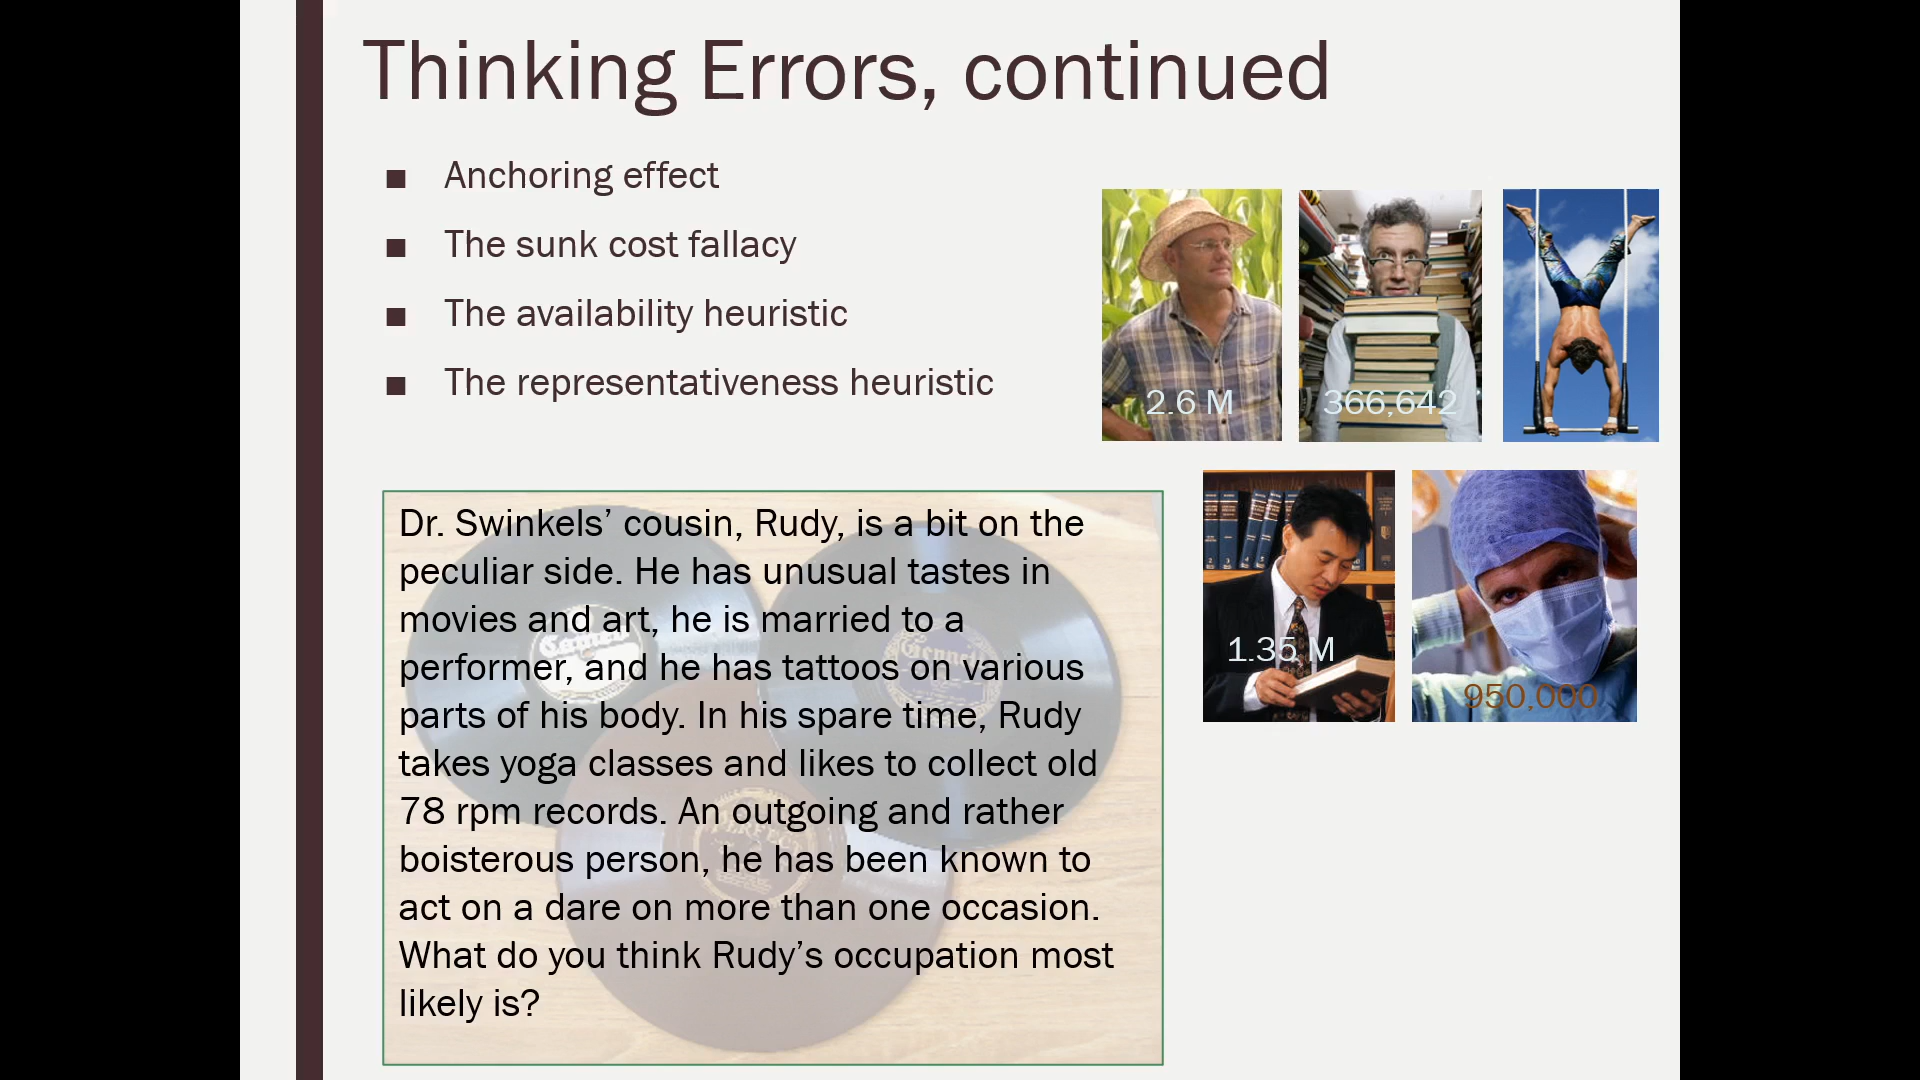 Thinking Errors, continued
■ Anchoring effect
■ The sunk cost fallacy
■ The availability heuristic
■ The representativeness heuristic
2.6 M
366,642
1.35 M
950,000
Dr. Swinkels’ cousin, Rudy, is a bit on the
peculiar side. He has unusual tastes in
movies and art, he is married to a
performer, and he has tattoos on various
parts of his body. In his spare time, Rudy
takes yoga classes and likes to collect old
78 rpm records. An outgoing and rather
boisterous person, he has been known to
act on a dare on more than one occasion.
What do you think Rudy’s occupation most
likely is?